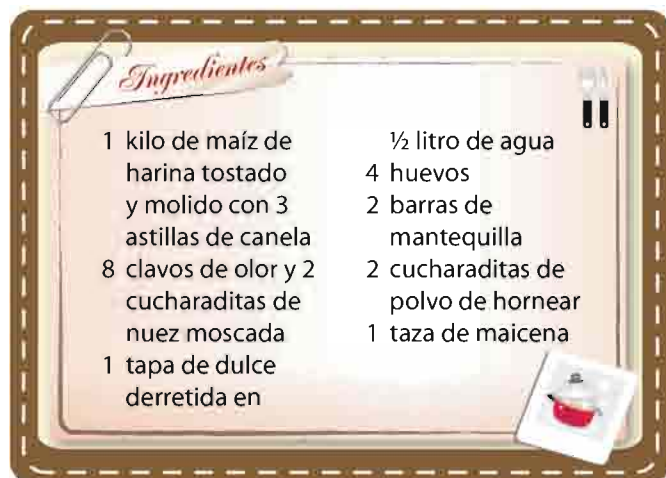 Ingredientes
1 kilo de maíz de
harina tostado
y molido con 3
astillas de canela
8 clavos de olor y 2
cucharaditas de
nuez moscada
1 tapa de dulce
derretida en
½ litro de agua
4 huevos
2 barras de
mantequilla
2 cucharaditas de
polvo de hornear
1 taza de maicena